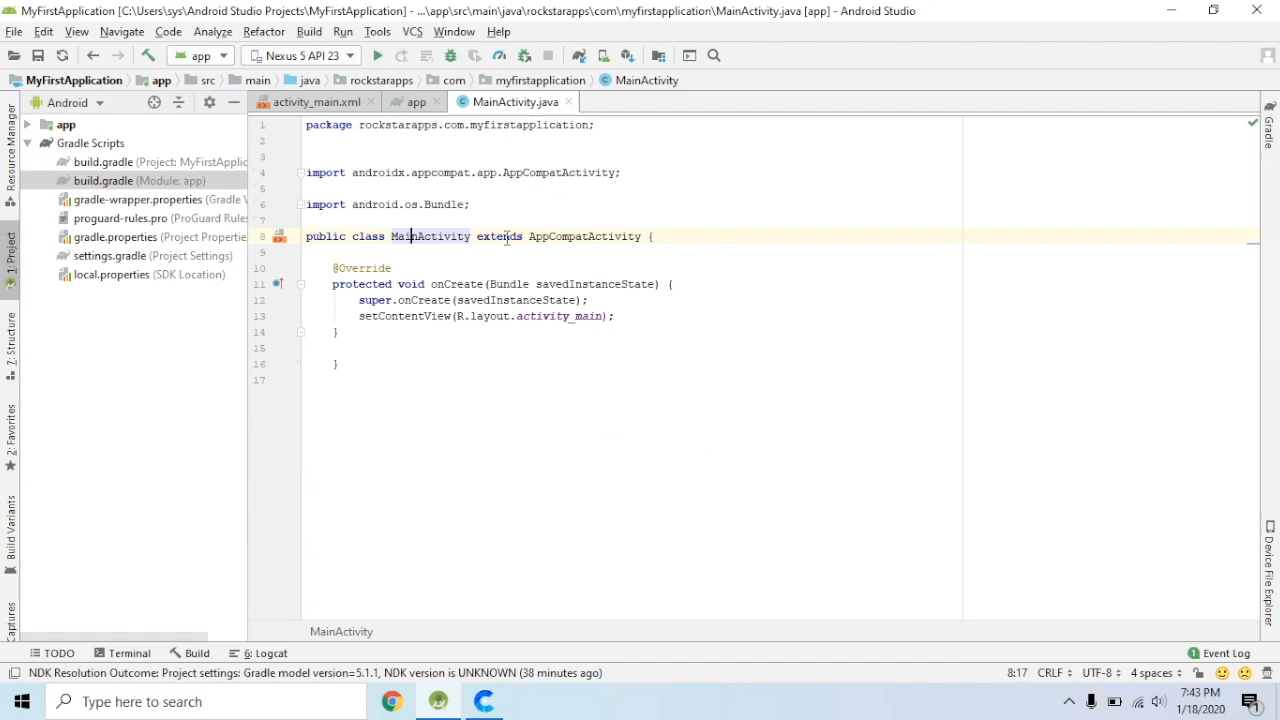 MyFirstApplication [C:\Users\sys\Android Studio Projects\MyFirstApplication] - ...\app\src\main\java\rockstarapps\com\myfirstapplication\MainActivity.java [app] - Android Studio
File Edit View Navigate Code Analyze Refactor Build Run Tools VCS Window Help
app Nexus 5 API 23
MyFirstApplication app src main java rockstarapps com myfirstapplication MainActivity
Android
activity_main.xml app MainActivity.java
app
Gradle Scripts
build.gradle (Project: MyFirstApplic
build.gradle (Module: app)
gradle-wrapper.properties (Gradle V
proguard-rules.pro (ProGuard Rules
gradle.properties (Project Propertie
settings.gradle (Project Settings)
local.properties (SDK Location)
Resource Manager
1: Project
7: Structure
2: Favorites
Build Variants
Captures
1 package rockstarapps.com.myfirstapplication;
2
3
4 import androidx.appcompat.app.AppCompatActivity;
5
6 import android.os.Bundle;
7
8 public class MainActivity extends AppCompatActivity {
9
10 @Override
11 protected void onCreate(Bundle savedInstanceState) {
12 super.onCreate(savedInstanceState);
13 setContentView(R.layout.activity_main);
14 }
15
16 }
17
Gradle
Device File Explorer
MainActivity
TODO Terminal Build 6: Logcat 1 Event Log
NDK Resolution Outcome: Project settings: Gradle model version=5.1.1, NDK version is UNKNOWN (38 minutes ago) 8:17 CRLF UTF-8 4 spaces
Type here to search
7:43 PM
1/18/2020
1